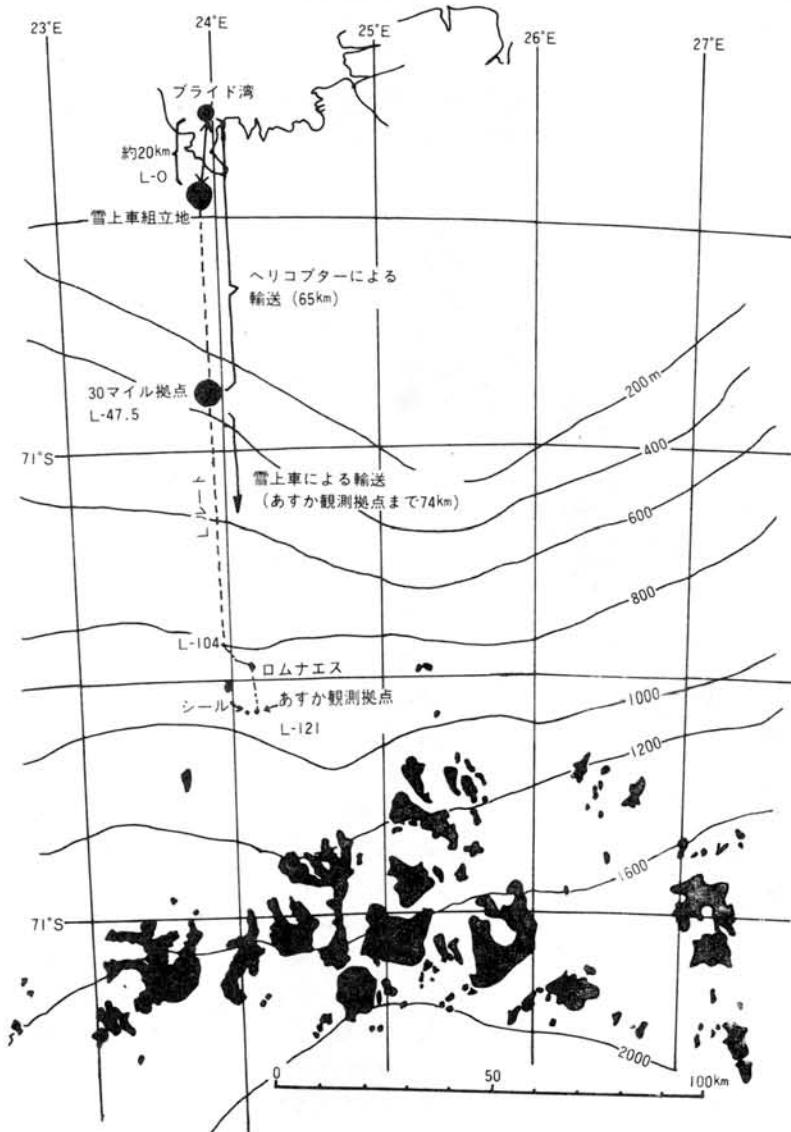 23°E
24°E
25°E
26°E
27°E
ブライド湾
約20km
L-0
雪上車組立地
ヘリコプターによる
輸送(65km)
30マイル拠点
L-47.5
200m
400
71°S
雪上車による輸送
(あすか観測拠点まで74km)
Lルート
600
800
L-104
ロムナエス
シール
あすか観測拠点
L-121
1000
1200
1600
71°S
2000
0
50
100km